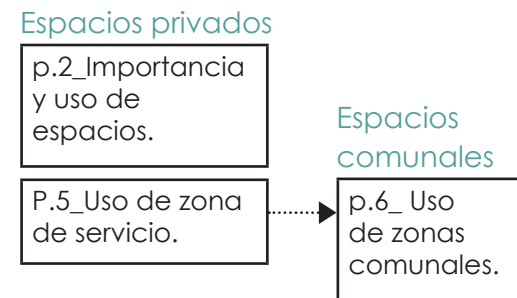 Espacios privados
p.2_Importancia
y uso de
espacios.
P.5_Uso de zona
de servicio.
Espacios
comunales
p.6_ Uso
de zonas
comunales.